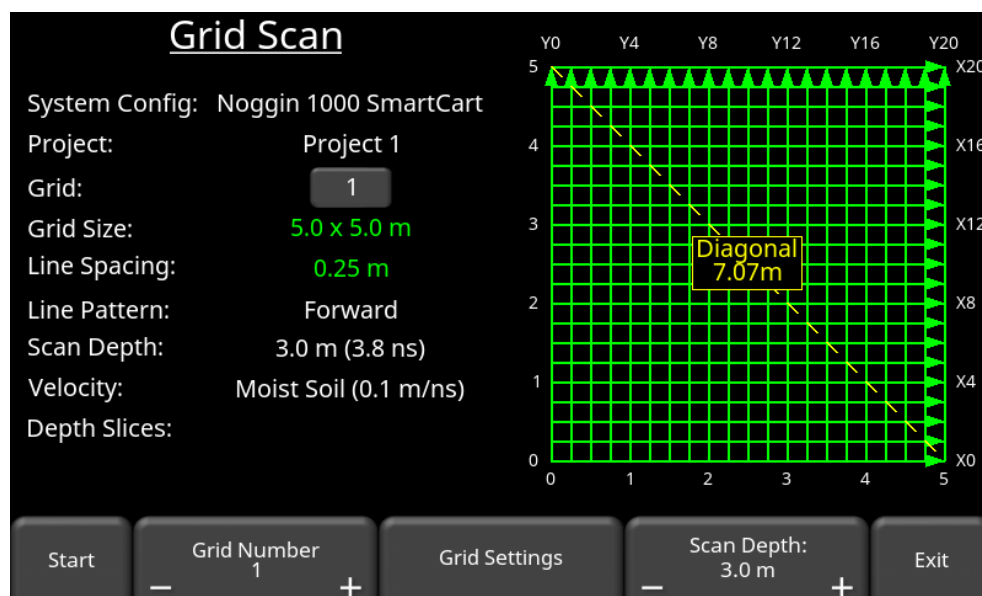 Grid Scan
System Config: Noggin 1000 SmartCart
Project: Project 1
Grid: 1
Grid Size: 5.0 x 5.0 m
Line Spacing: 0.25 m
Line Pattern: Forward
Scan Depth: 3.0 m (3.8 ns)
Velocity: Moist Soil (0.1 m/ns)
Depth Slices:
Y0 Y4 Y8 Y12 Y16 Y20
5 X20
4 X16
3 X12
Diagonal
7.07m
2 X8
1 X4
0 X0
0 1 2 3 4 5
Start
Grid Number
1
− +
Grid Settings
Scan Depth:
3.0 m
− +
Exit